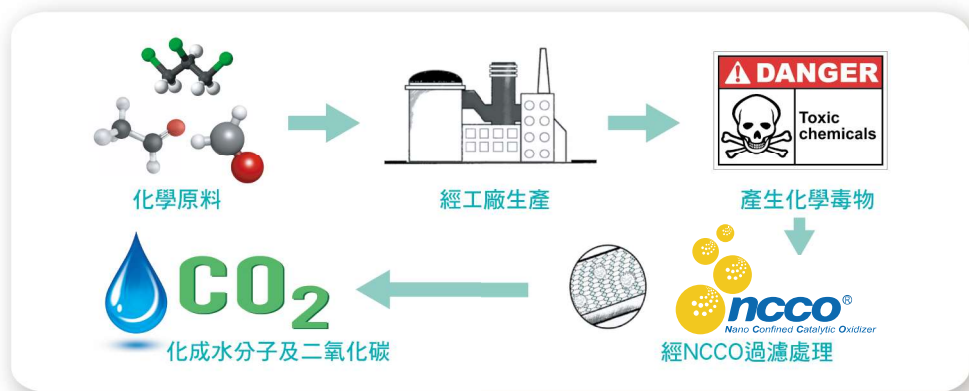 DANGER
Toxic
chemicals
化學原料
經工廠生產
產生化學毒物
CO2
ncco®
Nano Confined Catalytic Oxidizer
化成水分子及二氧化碳
經NCCO過濾處理